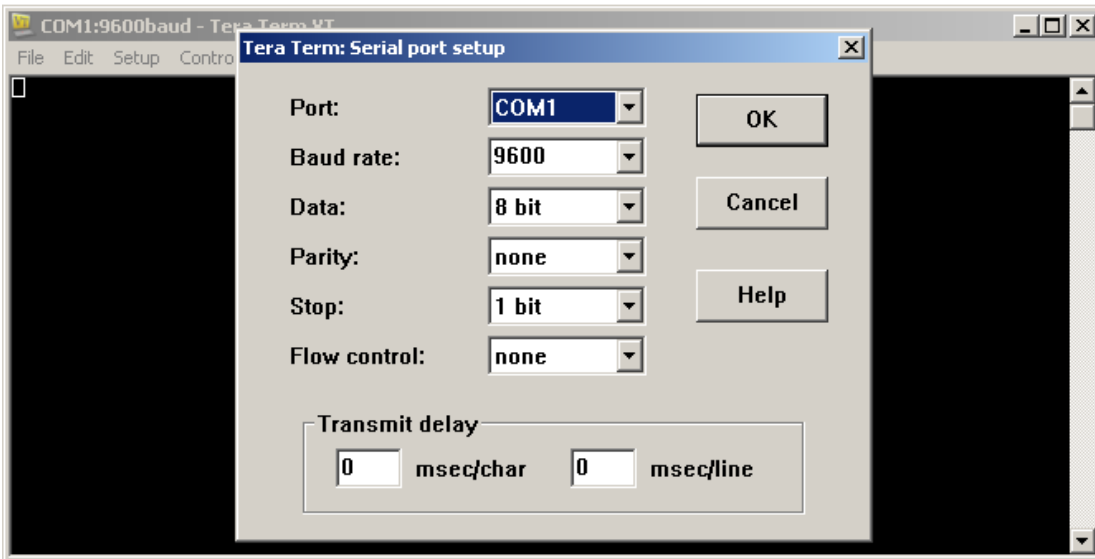 COM1:9600baud - Tera Term VT
File Edit Setup Contro
Tera Term: Serial port setup
Port: COM1
OK
Baud rate: 9600
Data: 8 bit
Cancel
Parity: none
Stop: 1 bit
Help
Flow control: none
Transmit delay
0 msec/char 0 msec/line